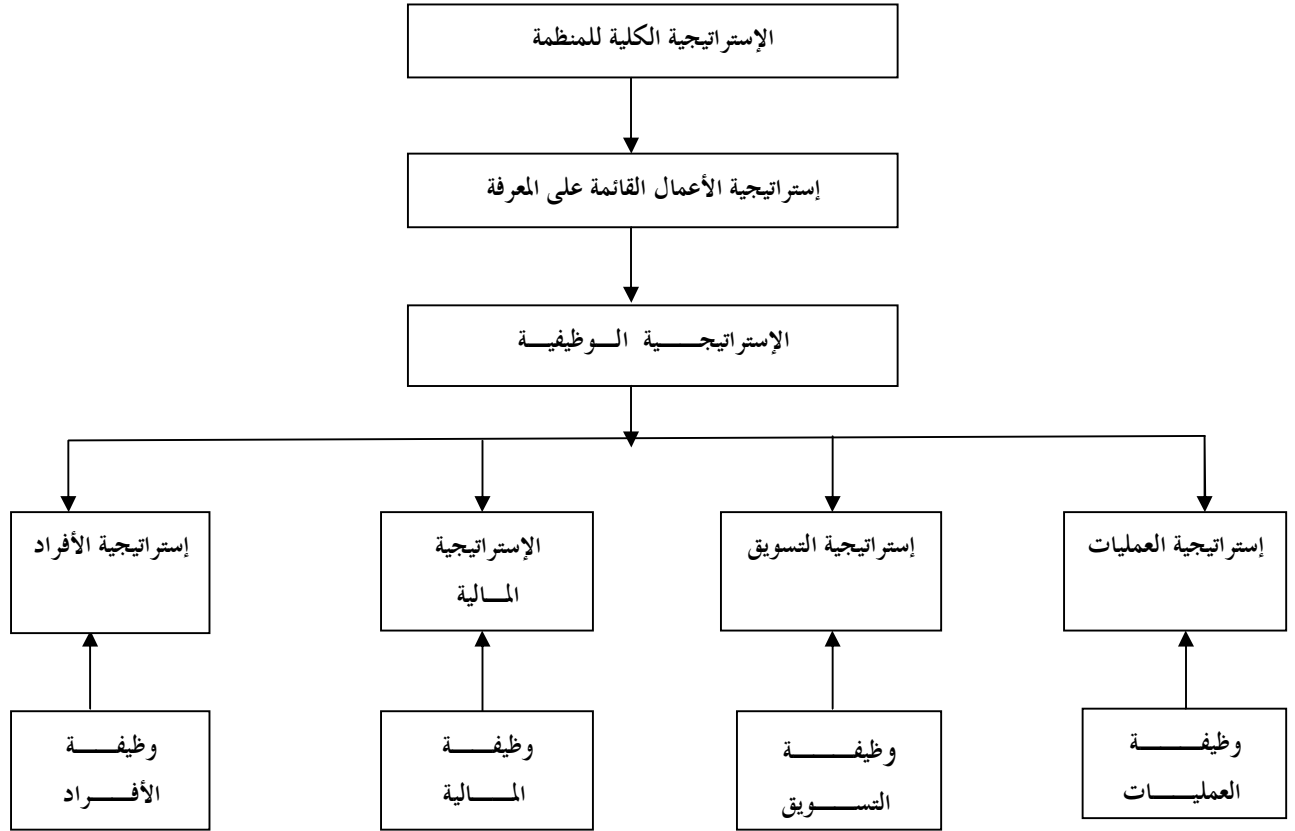 الإستراتيجية الكلية للمنظمة
إستراتيجية الأعمال القائمة على المعرفة
الإستراتيجية الوظيفية
إستراتيجية العمليات
إستراتيجية التسويق
الإستراتيجية
المالية
إستراتيجية الأفراد
وظيفة
العمليات
وظيفة
التسويق
وظيفة
المالية
وظيفة
الأفراد